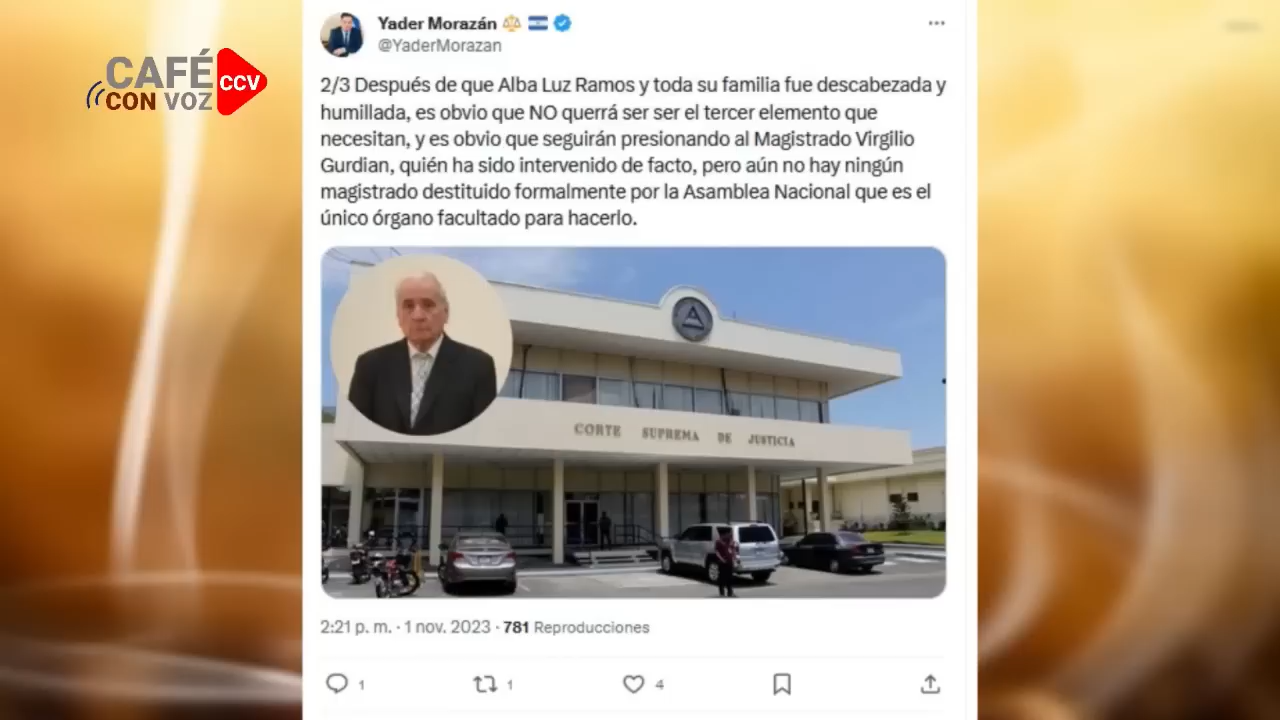 CAFÉ
CON VOZ
CCV
Yader Morazán
@YaderMorazan
2/3 Después de que Alba Luz Ramos y toda su familia fue descabezada y
humillada, es obvio que NO querrá ser ser el tercer elemento que
necesitan, y es obvio que seguirán presionando al Magistrado Virgilio
Gurdian, quién ha sido intervenido de facto, pero aún no hay ningún
magistrado destituido formalmente por la Asamblea Nacional que es el
único órgano facultado para hacerlo.
CORTE SUPREMA DE JUSTICIA
2:21 p. m. · 1 nov. 2023 · 781 Reproducciones
1 1 4